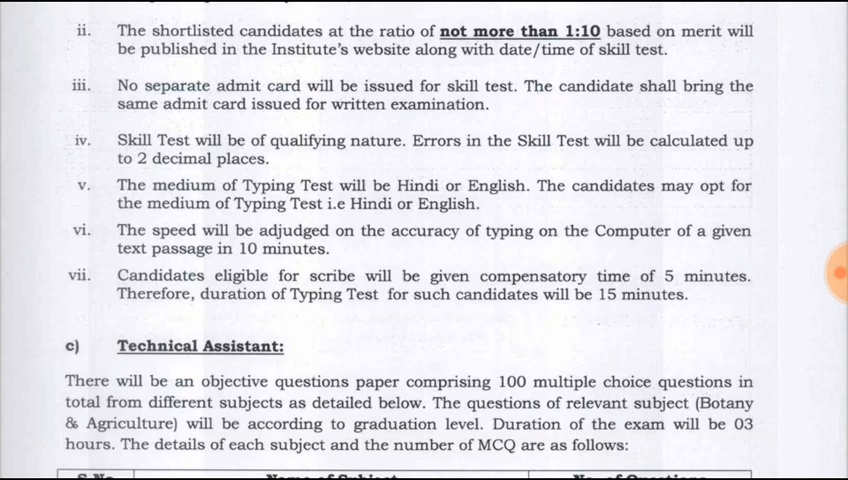 ii. The shortlisted candidates at the ratio of not more than 1:10 based on merit will
be published in the Institute's website along with date/time of skill test.
iii. No separate admit card will be issued for skill test. The candidate shall bring the
same admit card issued for written examination.
iv. Skill Test will be of qualifying nature. Errors in the Skill Test will be calculated up
to 2 decimal places.
v. The medium of Typing Test will be Hindi or English. The candidates may opt for
the medium of Typing Test i.e Hindi or English.
vi. The speed will be adjudged on the accuracy of typing on the Computer of a given
text passage in 10 minutes.
vii. Candidates eligible for scribe will be given compensatory time of 5 minutes.
Therefore, duration of Typing Test for such candidates will be 15 minutes.
c) Technical Assistant:
There will be an objective questions paper comprising 100 multiple choice questions in
total from different subjects as detailed below. The questions of relevant subject (Botany
& Agriculture) will be according to graduation level. Duration of the exam will be 03
hours. The details of each subject and the number of MCQ are as follows:
S.No Name of Subject No. of Questions